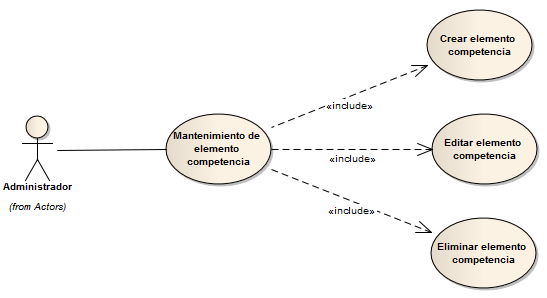 Crear elemento
competencia
«include»
Mantenimiento de
elemento
competencia
Editar elemento
competencia
«include»
Administrador
(from Actors)
«include»
Eliminar elemento
competencia